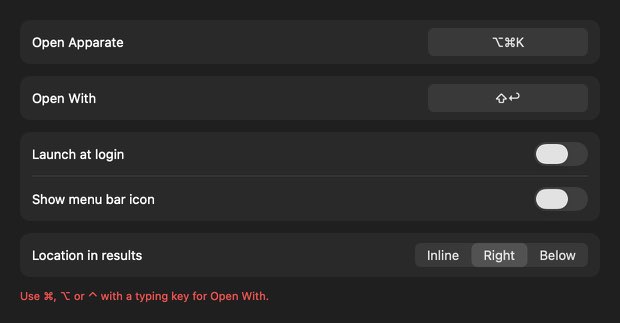 Open Apparate
⌥⌘K
Open With
⇧↩
Launch at login
Show menu bar icon
Location in results
Inline Right Below
Use ⌘, ⌥ or ⌃ with a typing key for Open With.